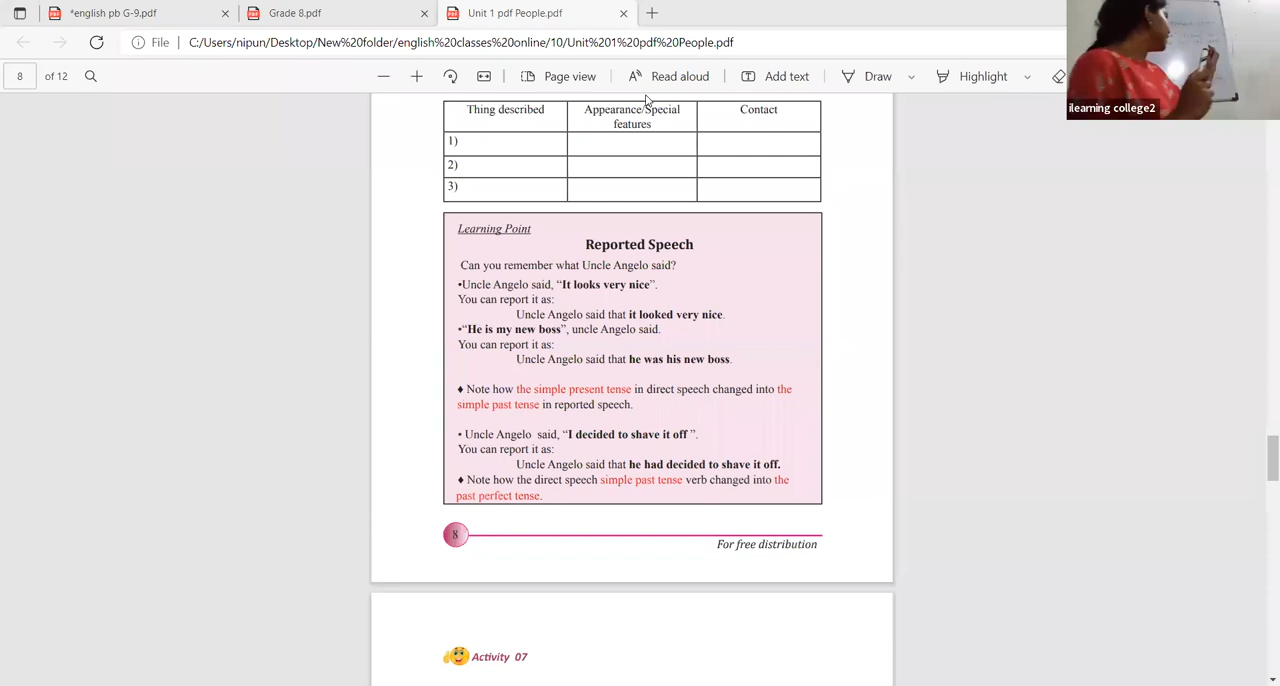 *english pb G-9.pdf
Grade 8.pdf
Unit 1 pdf People.pdf
File
C:/Users/nipun/Desktop/New%20folder/english%20classes%20online/10/Unit%201%20pdf%20People.pdf
8 of 12
Page view
Read aloud
Add text
Draw
Highlight
ilearning college2
Thing described Appearance/Special features Contact
1)
2)
3)
Learning Point
Reported Speech
Can you remember what Uncle Angelo said?
•Uncle Angelo said, “It looks very nice”.
You can report it as:
Uncle Angelo said that it looked very nice.
•“He is my new boss”, uncle Angelo said.
You can report it as:
Uncle Angelo said that he was his new boss.
♦ Note how the simple present tense in direct speech changed into the
simple past tense in reported speech.
• Uncle Angelo said, “I decided to shave it off ”.
You can report it as:
Uncle Angelo said that he had decided to shave it off.
♦ Note how the direct speech simple past tense verb changed into the
past perfect tense.
8
For free distribution
Activity 07